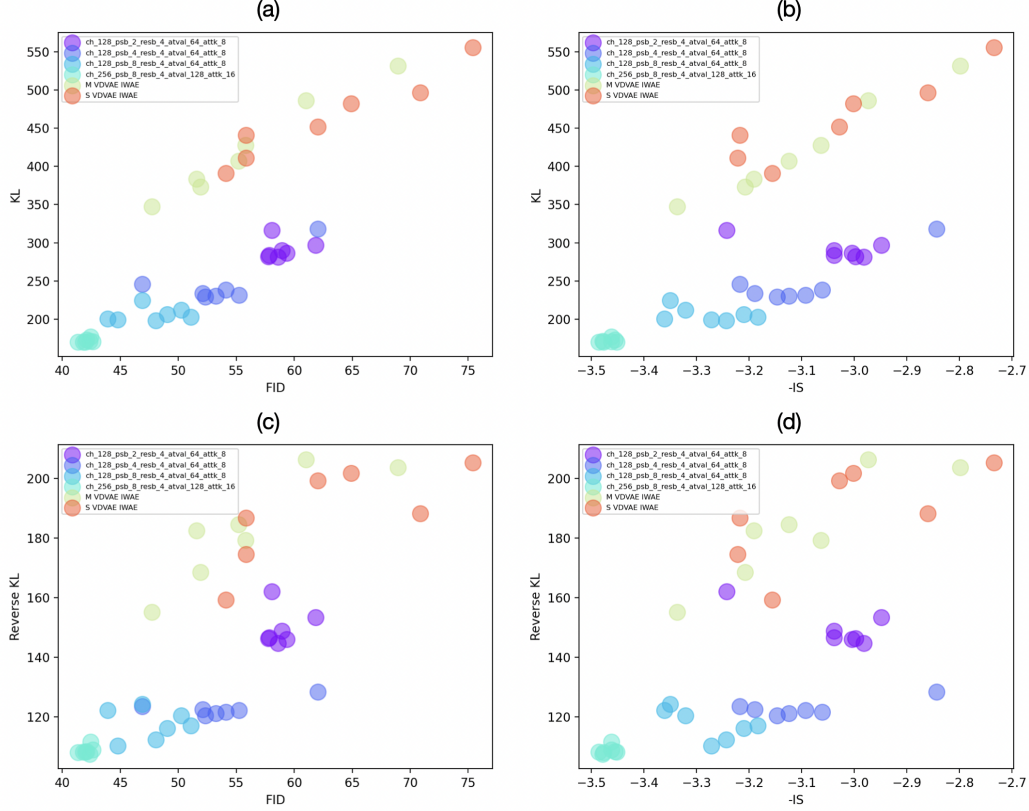 (a)
(b)
550
500
450
400
350
300
250
200
KL
ch_128_psb_2_resb_4_atval_64_attk_8
ch_128_psb_4_resb_4_atval_64_attk_8
ch_128_psb_8_resb_4_atval_64_attk_8
ch_256_psb_8_resb_4_atval_128_attk_16
M VDVAE IWAE
S VDVAE IWAE
40 45 50 55 60 65 70 75
FID
550
500
450
400
350
300
250
200
KL
ch_128_psb_2_resb_4_atval_64_attk_8
ch_128_psb_4_resb_4_atval_64_attk_8
ch_128_psb_8_resb_4_atval_64_attk_8
ch_256_psb_8_resb_4_atval_128_attk_16
M VDVAE IWAE
S VDVAE IWAE
−3.5 −3.4 −3.3 −3.2 −3.1 −3.0 −2.9 −2.8 −2.7
-IS
(c)
(d)
200
180
160
140
120
Reverse KL
ch_128_psb_2_resb_4_atval_64_attk_8
ch_128_psb_4_resb_4_atval_64_attk_8
ch_128_psb_8_resb_4_atval_64_attk_8
ch_256_psb_8_resb_4_atval_128_attk_16
M VDVAE IWAE
S VDVAE IWAE
40 45 50 55 60 65 70 75
FID
200
180
160
140
120
Reverse KL
ch_128_psb_2_resb_4_atval_64_attk_8
ch_128_psb_4_resb_4_atval_64_attk_8
ch_128_psb_8_resb_4_atval_64_attk_8
ch_256_psb_8_resb_4_atval_128_attk_16
M VDVAE IWAE
S VDVAE IWAE
−3.5 −3.4 −3.3 −3.2 −3.1 −3.0 −2.9 −2.8 −2.7
-IS